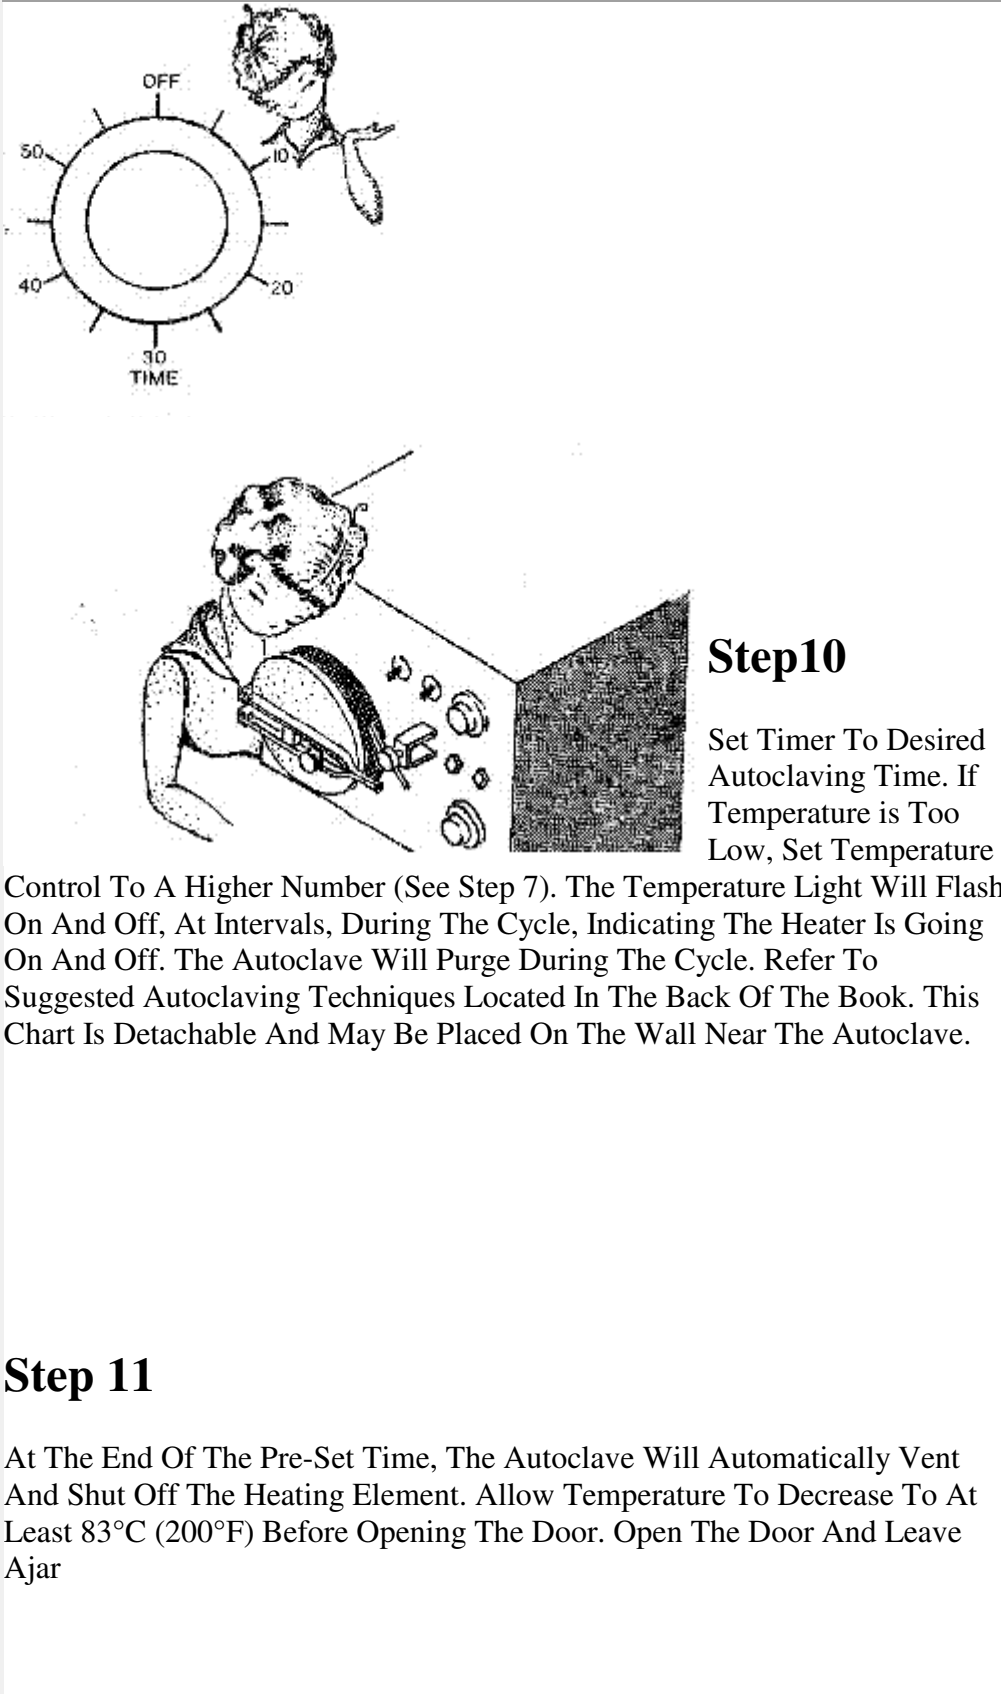 OFF
50
10
40
20
30
TIME
Step10
Set Timer To Desired
Autoclaving Time. If
Temperature is Too
Low, Set Temperature
Control To A Higher Number (See Step 7). The Temperature Light Will Flash
On And Off, At Intervals, During The Cycle, Indicating The Heater Is Going
On And Off. The Autoclave Will Purge During The Cycle. Refer To
Suggested Autoclaving Techniques Located In The Back Of The Book. This
Chart Is Detachable And May Be Placed On The Wall Near The Autoclave.
Step 11
At The End Of The Pre-Set Time, The Autoclave Will Automatically Vent
And Shut Off The Heating Element. Allow Temperature To Decrease To At
Least 83°C (200°F) Before Opening The Door. Open The Door And Leave
Ajar